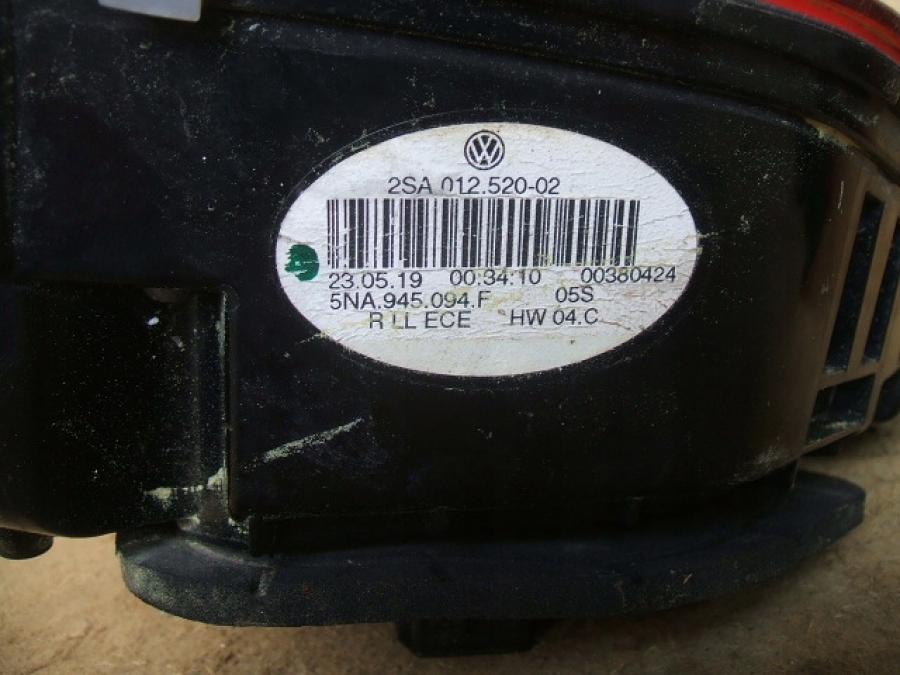 2SA 012.520-02
23.05.19 00:34:10 00380424
5NA.945.094.F 05S
R LL ECE HW 04.C